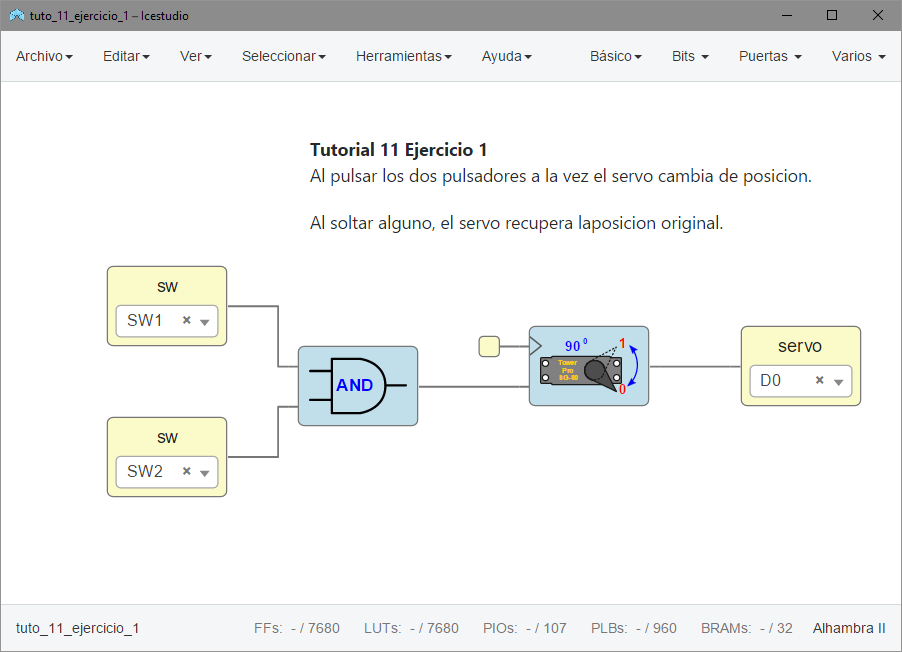 tuto_11_ejercicio_1 – Icestudio
Archivo Editar Ver Seleccionar Herramientas Ayuda Básico Bits Puertas Varios
Tutorial 11 Ejercicio 1
Al pulsar los dos pulsadores a la vez el servo cambia de posicion.
Al soltar alguno, el servo recupera laposicion original.
sw
SW1 ×
sw
SW2 ×
AND
90⁰
1
Tower
Pro
SG-90
0
servo
D0 ×
tuto_11_ejercicio_1 FFs: - / 7680 LUTs: - / 7680 PIOs: - / 107 PLBs: - / 960 BRAMs: - / 32 Alhambra II